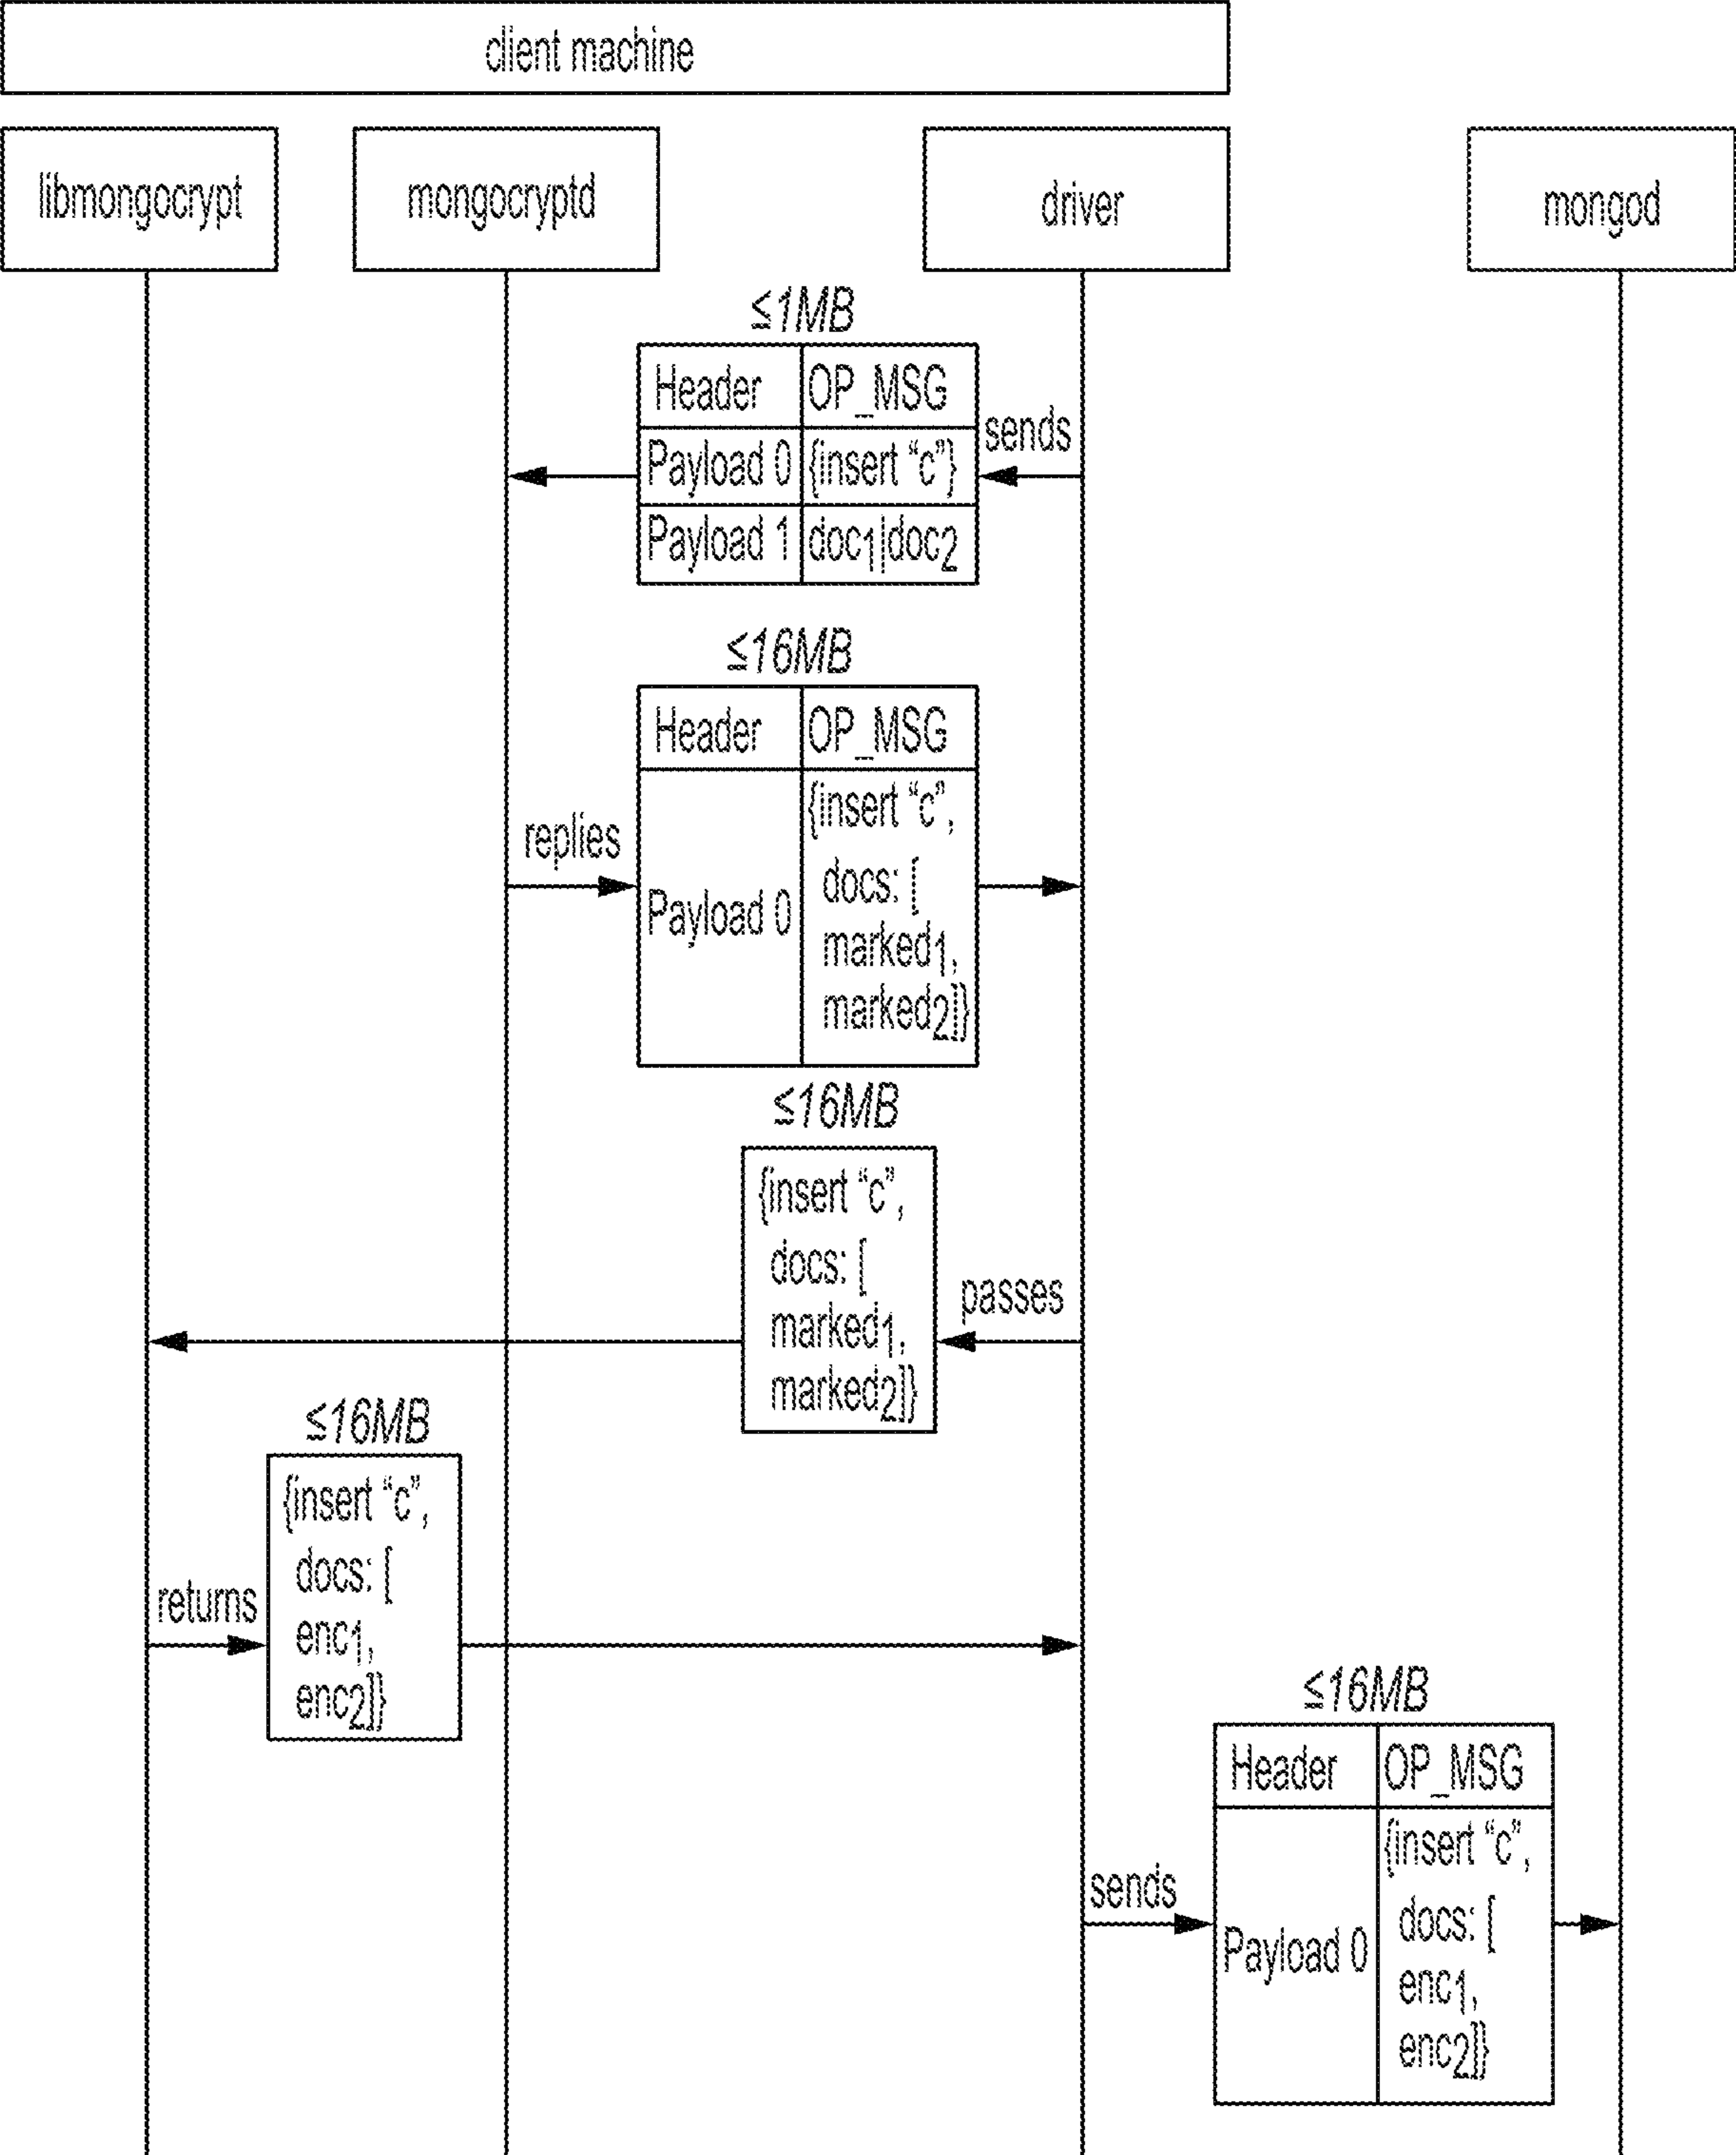 client machine
libmongocrypt
mongocryptd
driver
mongod
≤1MB
Header OP_MSG
Payload 0 {insert “c”}
Payload 1 doc1|doc2
sends
≤16MB
Header OP_MSG
replies
Payload 0
{insert “c”,
docs: [
marked1,
marked2]}
≤16MB
{insert “c”,
docs: [
marked1,
marked2]}
passes
≤16MB
returns
{insert “c”,
docs: [
enc1,
enc2]}
≤16MB
Header OP_MSG
sends
Payload 0
{insert “c”,
docs: [
enc1,
enc2]}